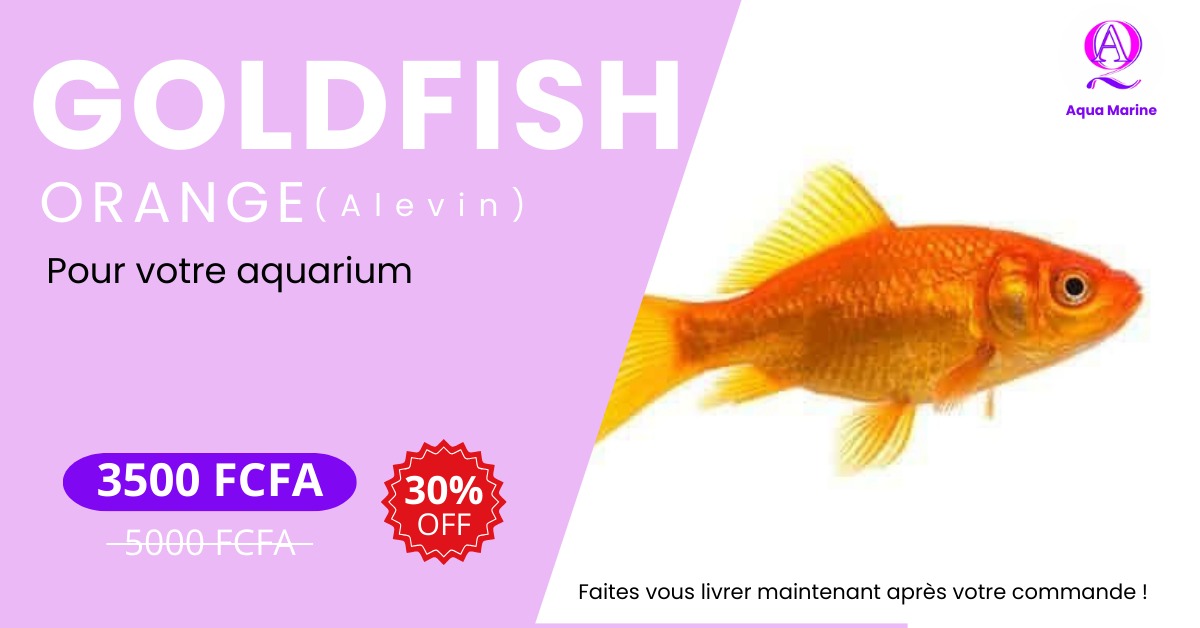 AQ
Aqua Marine
GOLDFISH
ORANGE(Alevin)
Pour votre aquarium
3500 FCFA
5000 FCFA
30%
OFF
Faites vous livrer maintenant après votre commande !